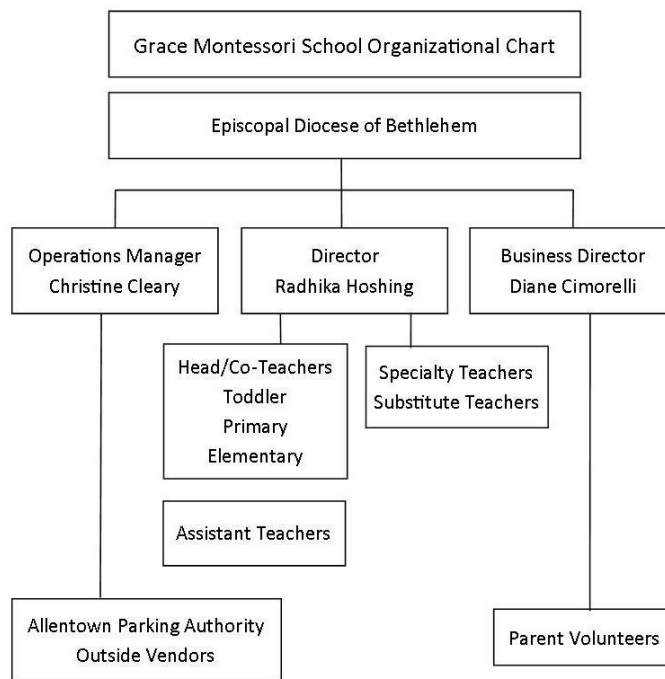 Grace Montessori School Organizational Chart
Episcopal Diocese of Bethlehem
Operations Manager
Christine Cleary
Director
Radhika Hoshing
Business Director
Diane Cimorelli
Head/Co-Teachers
Toddler
Primary
Elementary
Specialty Teachers
Substitute Teachers
Assistant Teachers
Allentown Parking Authority
Outside Vendors
Parent Volunteers